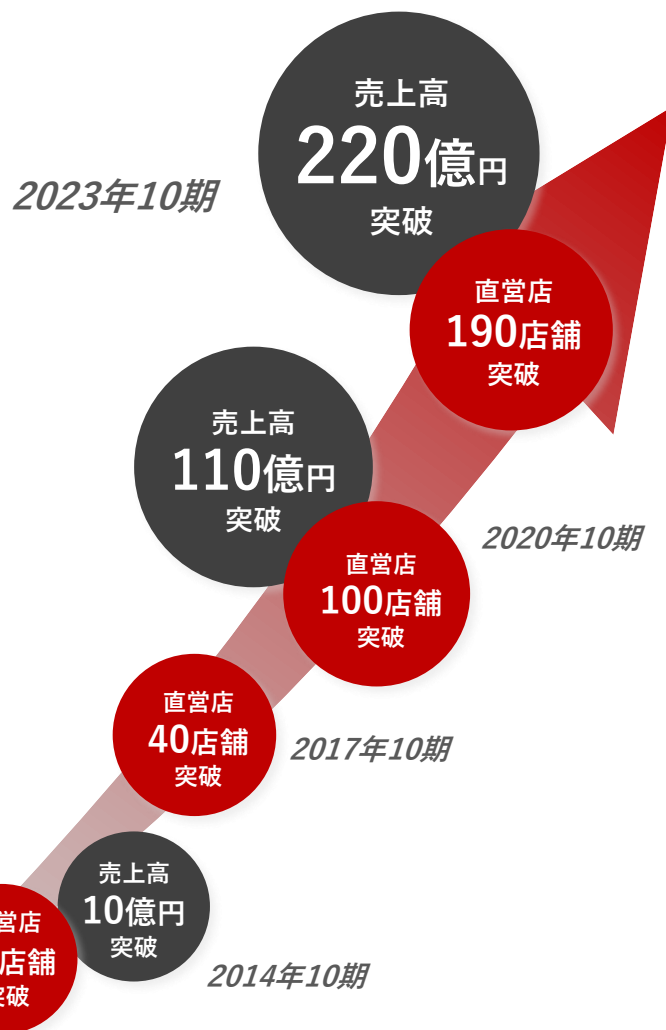 売上高
220億円
突破
2023年10期
直営店
190店舗
突破
売上高
110億円
突破
2020年10期
直営店
100店舗
突破
直営店
40店舗
突破
2017年10期
売上高
10億円
突破
営店
店舗
突破
2014年10期